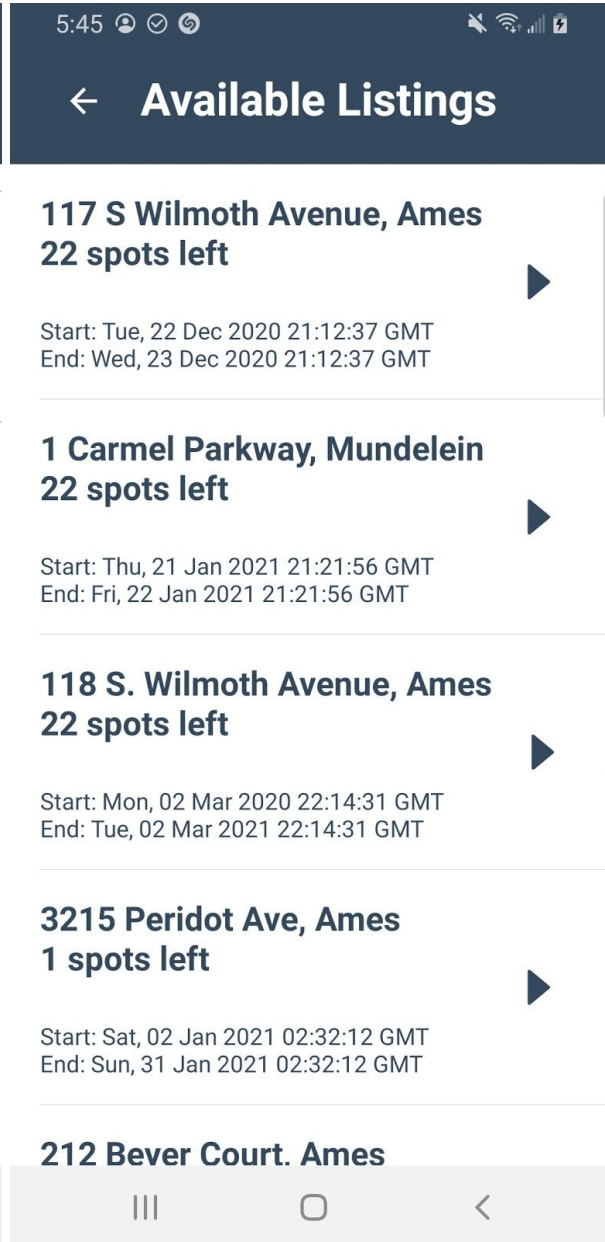 5:45
Available Listings
117 S Wilmoth Avenue, Ames
22 spots left
Start: Tue, 22 Dec 2020 21:12:37 GMT
End: Wed, 23 Dec 2020 21:12:37 GMT
1 Carmel Parkway, Mundelein
22 spots left
Start: Thu, 21 Jan 2021 21:21:56 GMT
End: Fri, 22 Jan 2021 21:21:56 GMT
118 S. Wilmoth Avenue, Ames
22 spots left
Start: Mon, 02 Mar 2020 22:14:31 GMT
End: Tue, 02 Mar 2021 22:14:31 GMT
3215 Peridot Ave, Ames
1 spots left
Start: Sat, 02 Jan 2021 02:32:12 GMT
End: Sun, 31 Jan 2021 02:32:12 GMT
212 Beyer Court, Ames